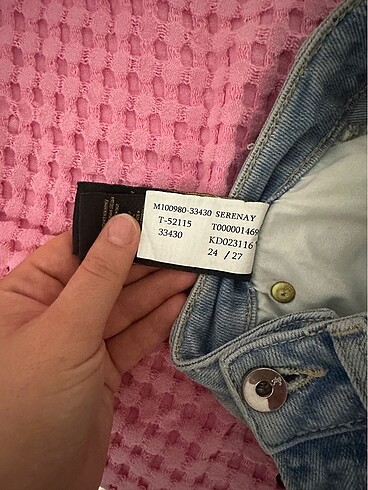 M100980-33430 SERENAY
T-52115 T000001469
33430 KD023116
24 / 27